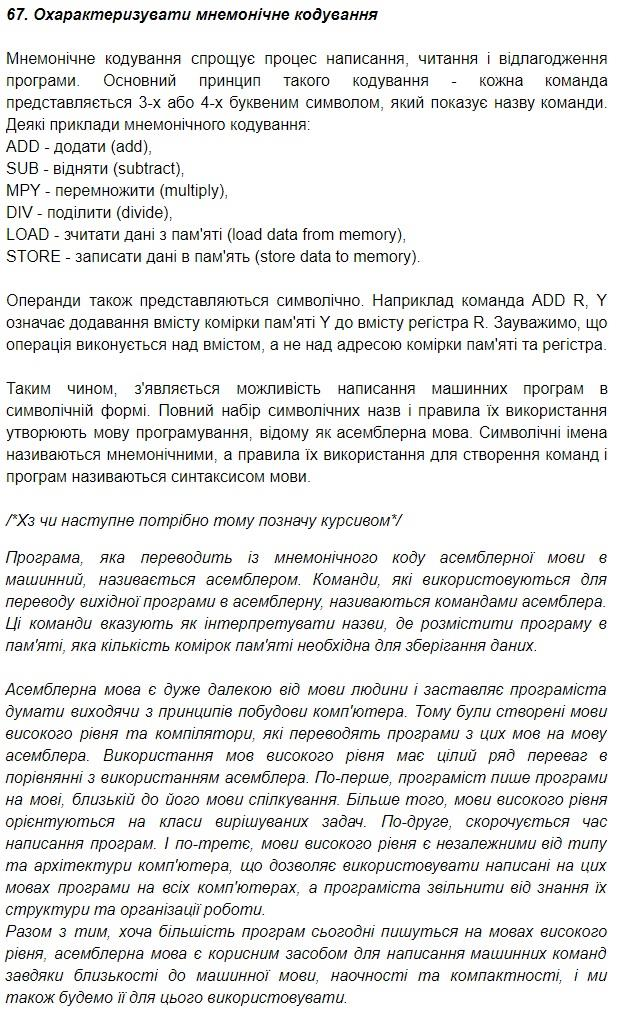 67. Охарактеризувати мнемонічне кодування
Мнемонічне кодування спрощує процес написання, читання і відлагодження
програми. Основний принцип такого кодування - кожна команда
представляється 3-х або 4-х буквеним символом, який показує назву команди.
Деякі приклади мнемонічного кодування:
ADD - додати (add),
SUB - відняти (subtract),
MPY - перемножити (multiply),
DIV - поділити (divide),
LOAD - зчитати дані з пам'яті (load data from memory),
STORE - записати дані в пам'ять (store data to memory).
Операнди також представляються символічно. Наприклад команда ADD R, Y
означає додавання вмісту комірки пам'яті Y до вмісту регістра R. Зауважимо, що
операція виконується над вмістом, а не над адресою комірки пам'яті та регістра.
Таким чином, з'являється можливість написання машинних програм в
символічній формі. Повний набір символічних назв і правила їх використання
утворюють мову програмування, відому як асемблерна мова. Символічні імена
називаються мнемонічними, а правила їх використання для створення команд і
програм називаються синтаксисом мови.
/*Хз чи наступне потрібно тому позначу курсивом*/
Програма, яка переводить із мнемонічного коду асемблерної мови в
машинний, називається асемблером. Команди, які використовуються для
переводу вихідної програми в асемблерну, називаються командами асемблера.
Ці команди вказують як інтерпретувати назви, де розмістити програму в
пам'яті, яка кількість комірок пам'яті необхідна для зберігання даних.
Асемблерна мова є дуже далекою від мови людини і заставляє програміста
думати виходячи з принципів побудови комп'ютера. Тому були створені мови
високого рівня та компілятори, які переводять програми з цих мов на мову
асемблера. Використання мов високого рівня має цілий ряд переваг в
порівнянні з використанням асемблера. По-перше, програміст пише програми
на мові, близькій до його мови спілкування. Більше того, мови високого рівня
орієнтуються на класи вирішуваних задач. По-друге, скорочується час
написання програм. І по-третє, мови високого рівня є незалежними від типу
та архітектури комп'ютера, що дозволяє використовувати написані на цих
мовах програми на всіх комп'ютерах, а програміста звільнити від знання їх
структури та організації роботи.
Разом з тим, хоча більшість програм сьогодні пишуться на мовах високого
рівня, асемблерна мова є корисним засобом для написання машинних команд
завдяки близькості до машинної мови, наочності та компактності, і ми
також будемо її для цього використовувати.